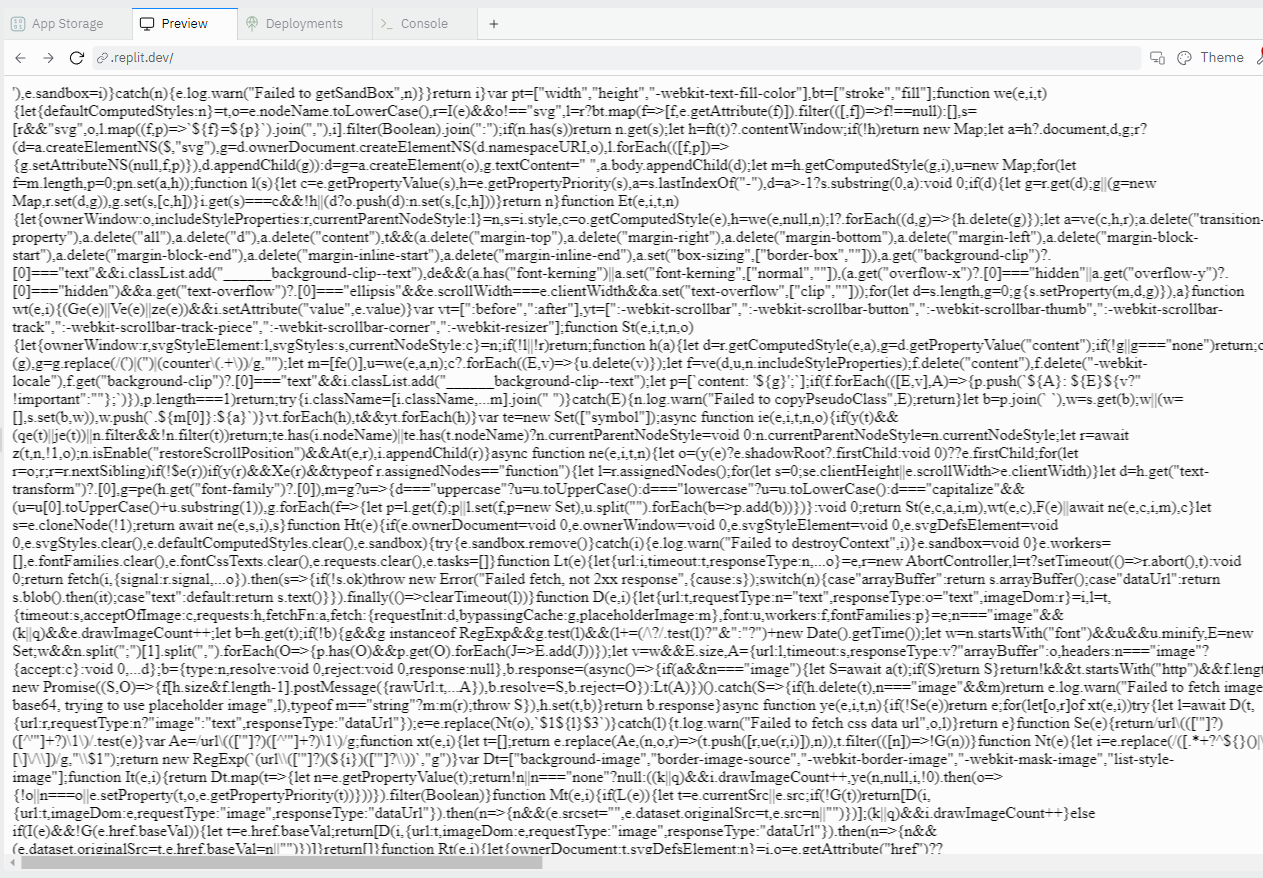 App Storage
Preview
Deployments
Console
+
.replit.dev/
Theme
'),e.sandbox=i)}catch(n){e.log.warn("Failed to getSandBox",n)}}return i}var pt=["width","height","-webkit-text-fill-color"],bt=["stroke","fill"];function we(e,i,t)
{let{defaultComputedStyles:n}=t,o=e.nodeName.toLowerCase(),r=I(e)&&o!=="svg",l=r?bt.map(f=>[f,e.getAttribute(f)]).filter(([,f])=>f!==null):[],s=
[r&&"svg",o,l.map((f,p)=>`${f}=${p}`).join(","),i].filter(Boolean).join(":");if(n.has(s))return n.get(s);let h=ft(t)?.contentWindow;if(!h)return new Map;let a=h?.document,d,g;r?
(d=a.createElementNS($,"svg"),g=d.ownerDocument.createElementNS(d.namespaceURI,o),l.forEach(([f,p])=>
{g.setAttributeNS(null,f,p)}),d.appendChild(g)):d=g=a.createElement(o),g.textContent=" ",a.body.appendChild(d);let m=h.getComputedStyle(g,i),u=new Map;for(let
f=m.length,p=0;pn.set(a,h));function l(s){let c=e.getPropertyValue(s),h=e.getPropertyPriority(s),a=s.lastIndexOf("-"),d=a>-1?s.substring(0,a):void 0;if(d){let g=r.get(d);g||(g=new
Map,r.set(d,g)),g.set(s,[c,h])}i.get(s)===c&&!h||(d?o.push(d):n.set(s,[c,h]))}return n}function Et(e,i,t,n)
{let{ownerWindow:o,includeStyleProperties:r,currentParentNodeStyle:l}=n,s=i.style,c=o.getComputedStyle(e),h=we(e,null,n);l?.forEach((d,g)=>{h.delete(g)});let a=ve(c,h,r);a.delete("transition-
property"),a.delete("all"),a.delete("d"),a.delete("content"),t&&(a.delete("margin-top"),a.delete("margin-right"),a.delete("margin-bottom"),a.delete("margin-left"),a.delete("margin-block-
start"),a.delete("margin-block-end"),a.delete("margin-inline-start"),a.delete("margin-inline-end"),a.set("box-sizing",["border-box",""])),a.get("background-clip")?.
[0]==="text"&&i.classList.add("______background-clip--text"),de&&(a.has("font-kerning")||a.set("font-kerning",["normal",""]),(a.get("overflow-x")?.[0]==="hidden"||a.get("overflow-y")?.
[0]==="hidden")&&a.get("text-overflow")?.[0]==="ellipsis"&&e.scrollWidth===e.clientWidth&&a.set("text-overflow",["clip",""]));for(let d=s.length,g=0;g{s.setProperty(m,d,g)}),a}function
wt(e,i){(Ge(e)||Ve(e)||ze(e))&&i.setAttribute("value",e.value)}var vt=[":before",":after"],yt=[":-webkit-scrollbar",":-webkit-scrollbar-button",":-webkit-scrollbar-thumb",":-webkit-scrollbar-
track",":-webkit-scrollbar-track-piece",":-webkit-scrollbar-corner",":-webkit-resizer"];function St(e,i,t,n,o)
{let{ownerWindow:r,svgStyleElement:l,svgStyles:s,currentNodeStyle:c}=n;if(!l||!r)return;function h(a){let d=r.getComputedStyle(e,a),g=d.getPropertyValue("content");if(!g||g==="none")return;c
(g),g=g.replace(/(')|(")|(counter\(.+\))/g,"");let m=[fe()],u=we(e,a,n);c?.forEach((E,v)=>{u.delete(v)});let f=ve(d,u,n.includeStyleProperties);f.delete("content"),f.delete("-webkit-
locale"),f.get("background-clip")?.[0]==="text"&&i.classList.add("______background-clip--text");let p=[`content: '${g}';`];if(f.forEach(([E,v],A)=>{p.push(`${A}: ${E}${v?"
!important":""};`)}),p.length===1)return;try{i.className=[i.className,...m].join(" ")}catch(E){n.log.warn("Failed to copyPseudoClass",E);return}let b=p.join(` `),w=s.get(b);w||(w=
[],s.set(b,w)),w.push(`.${m[0]}:${a}`)}vt.forEach(h),t&&yt.forEach(h)}var te=new Set(["symbol"]);async function ie(e,i,t,n,o){if(y(t)&&
(qe(t)||je(t))||n.filter&&!n.filter(t))return;te.has(i.nodeName)||te.has(t.nodeName)?n.currentParentNodeStyle=void 0:n.currentParentNodeStyle=n.currentNodeStyle;let r=await
z(t,n,!1,o);n.isEnable("restoreScrollPosition")&&At(e,r),i.appendChild(r)}async function ne(e,i,t,n){let o=(y(e)?e.shadowRoot?.firstChild:void 0)??e.firstChild;for(let
r=o;r;r=r.nextSibling)if(!$e(r))if(y(r)&&Xe(r)&&typeof r.assignedNodes=="function"){let l=r.assignedNodes();for(let s=0;se.clientHeight||e.scrollWidth>e.clientWidth)}let d=h.get("text-
transform")?.[0],g=pe(h.get("font-family")?.[0]),m=g?u=>{d==="uppercase"?u=u.toUpperCase():d==="lowercase"?u=u.toLowerCase():d==="capitalize"&&
(u=u[0].toUpperCase()+u.substring(1)),g.forEach(f=>{let p=l.get(f);p||l.set(f,p=new Set),u.split("").forEach(b=>p.add(b))})}:void 0;return St(e,c,a,i,m),wt(e,c),F(e)||await ne(e,c,i,m),c}let
s=e.cloneNode(!1);return await ne(e,s,i),s}function Ht(e){if(e.ownerDocument=void 0,e.ownerWindow=void 0,e.svgStyleElement=void 0,e.svgDefsElement=void
0,e.svgStyles.clear(),e.defaultComputedStyles.clear(),e.sandbox){try{e.sandbox.remove()}catch(i){e.log.warn("Failed to destroyContext",i)}e.sandbox=void 0}e.workers=
[],e.fontFamilies.clear(),e.fontCssTexts.clear(),e.requests.clear(),e.tasks=[]}function Lt(e){let{url:i,timeout:t,responseType:n,...o}=e,r=new AbortController,l=t?setTimeout(()=>r.abort(),t):void
0;return fetch(i,{signal:r.signal,...o}).then(s=>{if(!s.ok)throw new Error("Failed fetch, not 2xx response",{cause:s});switch(n){case"arrayBuffer":return s.arrayBuffer();case"dataUrl":return
s.blob().then(it);case"text":default:return s.text()}}).finally(()=>clearTimeout(l))}function D(e,i){let{url:t,requestType:n="text",responseType:o="text",imageDom:r}=i,l=t,
{timeout:s,acceptOfImage:c,requests:h,fetchFn:a,fetch:{requestInit:d,bypassingCache:g,placeholderImage:m},font:u,workers:f,fontFamilies:p}=e;n==="image"&&
(k||q)&&e.drawImageCount++;let b=h.get(t);if(!b){g&&g instanceof RegExp&&g.test(l)&&(l+=(/\?/.test(l)?"&":"?")+new Date().getTime());let w=n.startsWith("font")&&u&&u.minify,E=new
Set;w&&n.split(";")[1].split(",").forEach(O=>{p.has(O)&&p.get(O).forEach(J=>E.add(J))});let v=w&&E.size,A={url:l,timeout:s,responseType:v?"arrayBuffer":o,headers:n==="image"?
{accept:c}:void 0,...d};b={type:n,resolve:void 0,reject:void 0,response:null},b.response=(async()=>{if(a&&n==="image"){let S=await a(t);if(S)return S}return!k&&t.startsWith("http")&&f.lengt
new Promise((S,O)=>{f[h.size&f.length-1].postMessage({rawUrl:t,...A}),b.resolve=S,b.reject=O}):Lt(A)})().catch(S=>{if(h.delete(t),n==="image"&&m)return e.log.warn("Failed to fetch image
base64, trying to use placeholder image",l),typeof m=="string"?m:m(r);throw S}),h.set(t,b)}return b.response}async function ye(e,i,t,n){if(!Se(e))return e;for(let[o,r]of xt(e,i))try{let l=await D(t,
{url:r,requestType:n?"image":"text",responseType:"dataUrl"});e=e.replace(Nt(o),`$1${l}$3`)}catch(l){t.log.warn("Failed to fetch css data url",o,l)}return e}function Se(e){return/url\((['"]?)
([^'"]+?)\1\)/.test(e)}var Ae=/url\((['"]?)([^'"]+?)\1\)/g;function xt(e,i){let t=[];return e.replace(Ae,(n,o,r)=>(t.push([r,ue(r,i)]),n)),t.filter(([n])=>!G(n))}function Nt(e){let i=e.replace(/([.*+?^${}()|\
[\]\/\\])/g,"\\$1");return new RegExp(`(url\\(['"]?)(${i})(['"]?\\))`,"g")}var Dt=["background-image","border-image-source","-webkit-border-image","-webkit-mask-image","list-style-
image"];function It(e,i){return Dt.map(t=>{let n=e.getPropertyValue(t);return!n||n==="none"?null:((k||q)&&i.drawImageCount++,ye(n,null,i,!0).then(o=>
{!o||n===o||e.setProperty(t,o,e.getPropertyPriority(t))}))}).filter(Boolean)}function Mt(e,i){if(L(e)){let t=e.currentSrc||e.src;if(!G(t))return[D(i,
{url:t,imageDom:e,requestType:"image",responseType:"dataUrl"}).then(n=>{n&&(e.srcset="",e.dataset.originalSrc=t,e.src=n||"")})];(k||q)&&i.drawImageCount++}else
if(I(e)&&!G(e.href.baseVal)){let t=e.href.baseVal;return[D(i,{url:t,imageDom:e,requestType:"image",responseType:"dataUrl"}).then(n=>{n&&
(e.dataset.originalSrc=t,e.href.baseVal=n||"")})]}return[]}function Rt(e,i){let{ownerDocument:t,svgDefsElement:n}=i,o=e.getAttribute("href")??